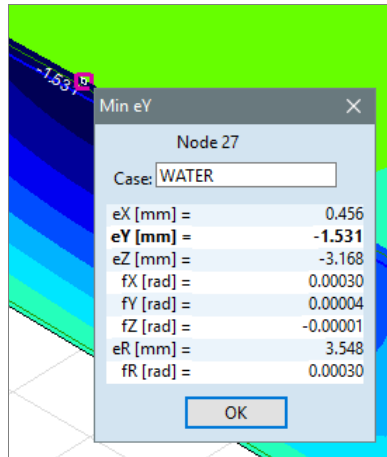 -1.531
Min eY
Node 27
Case: WATER
eX [mm] = 0.456
eY [mm] = -1.531
eZ [mm] = -3.168
fX [rad] = 0.00030
fY [rad] = 0.00004
fZ [rad] = -0.00001
eR [mm] = 3.548
fR [rad] = 0.00030
OK